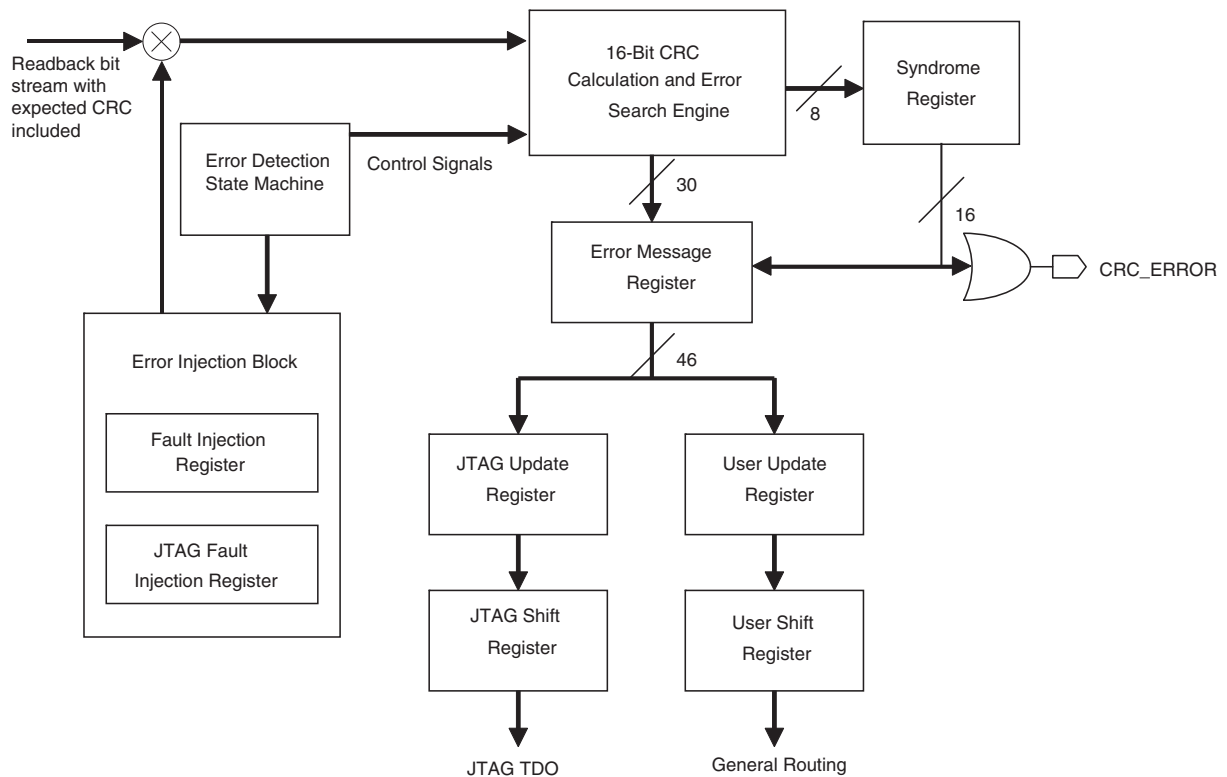 Readback bit
stream with
expected CRC
included
16-Bit CRC
Calculation and Error
Search Engine
8
Syndrome
Register
Error Detection
State Machine
Control Signals
30
16
Error Message
Register
CRC_ERROR
46
Error Injection Block
Fault Injection
Register
JTAG Fault
Injection Register
JTAG Update
Register
User Update
Register
JTAG Shift
Register
User Shift
Register
JTAG TDO
General Routing